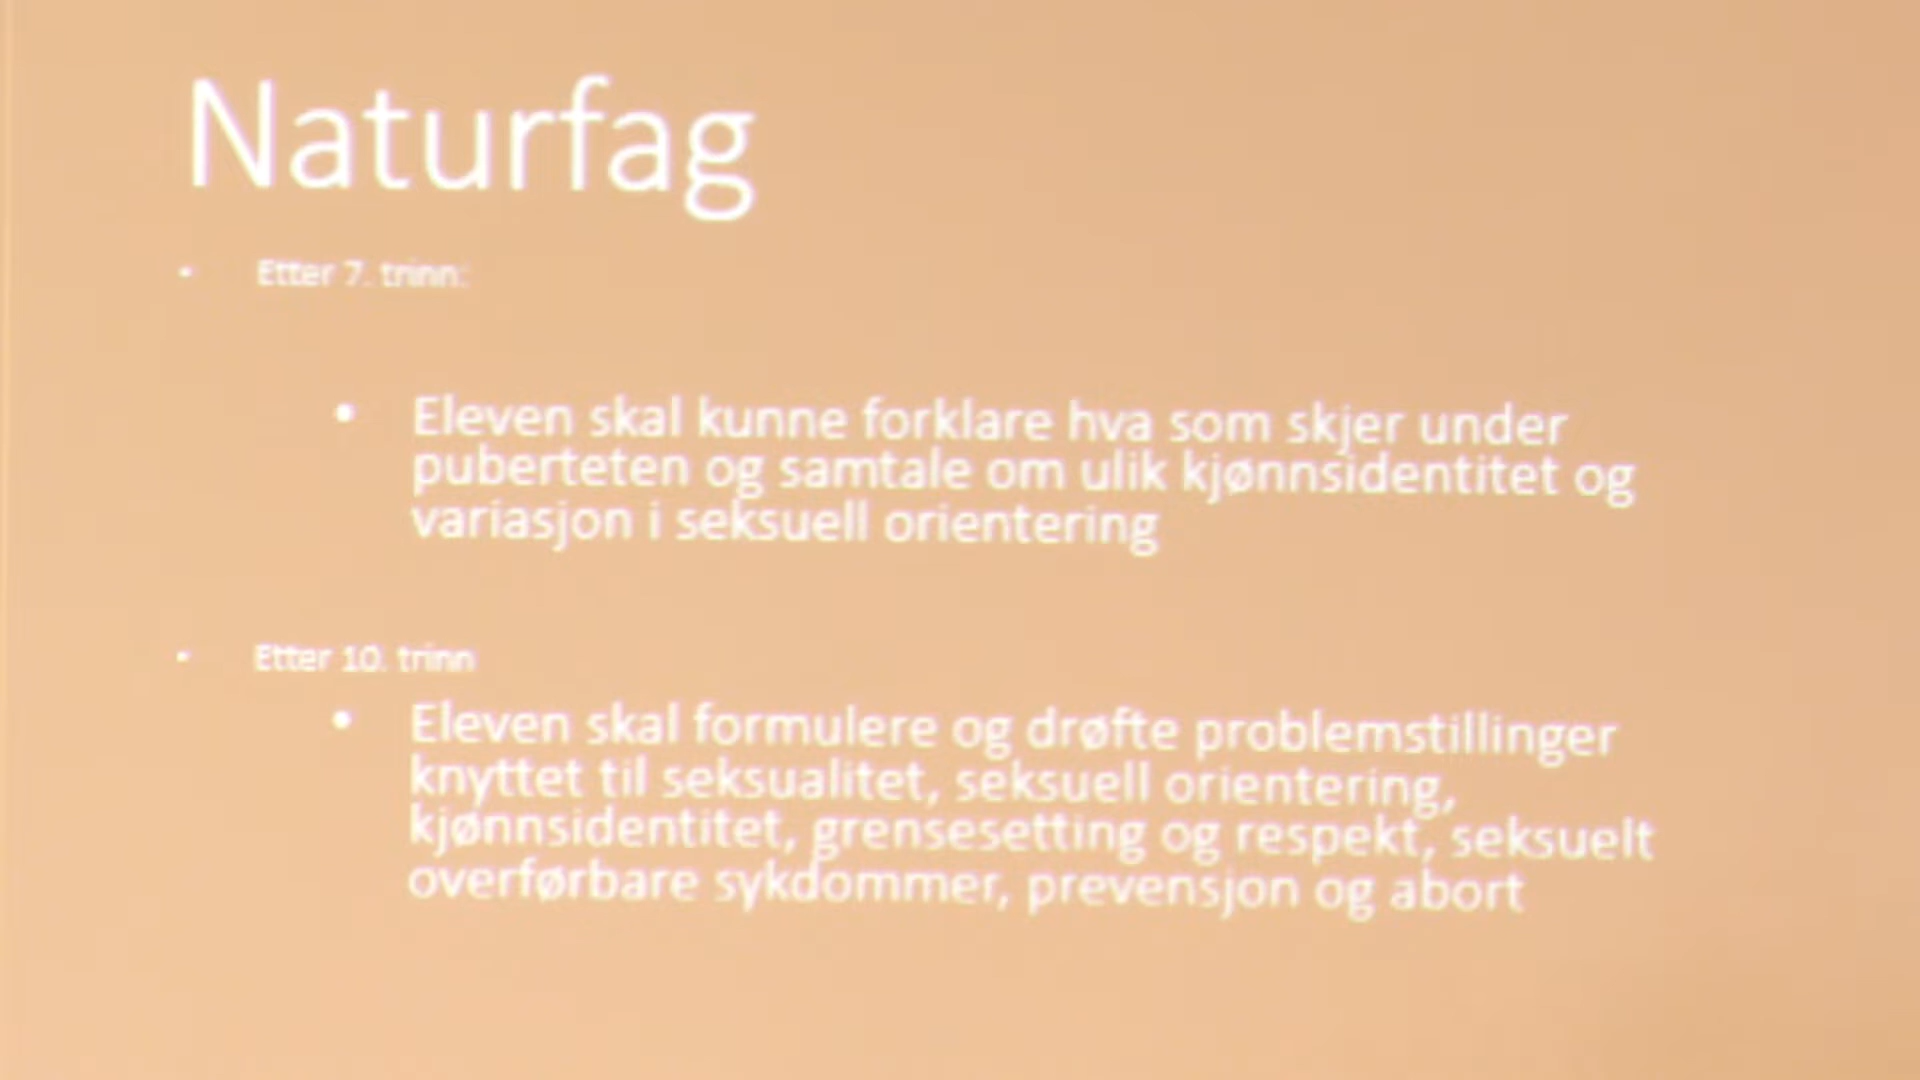 Naturfag
• Etter 7. trinn:
• Eleven skal kunne forklare hva som skjer under
puberteten og samtale om ulik kjønnsidentitet og
variasjon i seksuell orientering
• Etter 10. trinn
• Eleven skal formulere og drøfte problemstillinger
knyttet til seksualitet, seksuell orientering,
kjønnsidentitet, grensesetting og respekt, seksuelt
overførbare sykdommer, prevensjon og abort